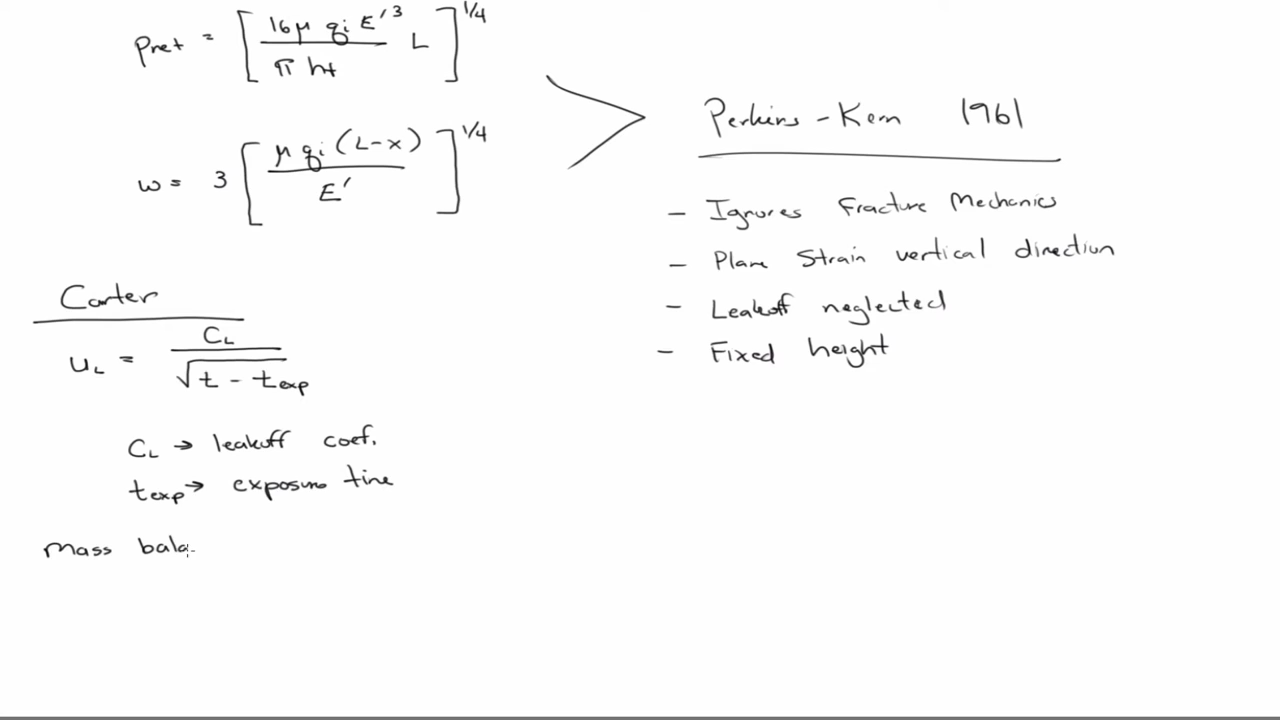 Pnet = [ 16μ qi E'³ / π hf L ]^1/4
w = 3 [ μ qi (L-x) / E' ]^1/4
Perkins - Kern 1961
- Ignores Fracture Mechanics
- Plane Strain vertical direction
- Leakoff neglected
- Fixed height
Carter
uL = CL / √t - texp
CL → leakoff coef.
texp → exposure time
Mass bala